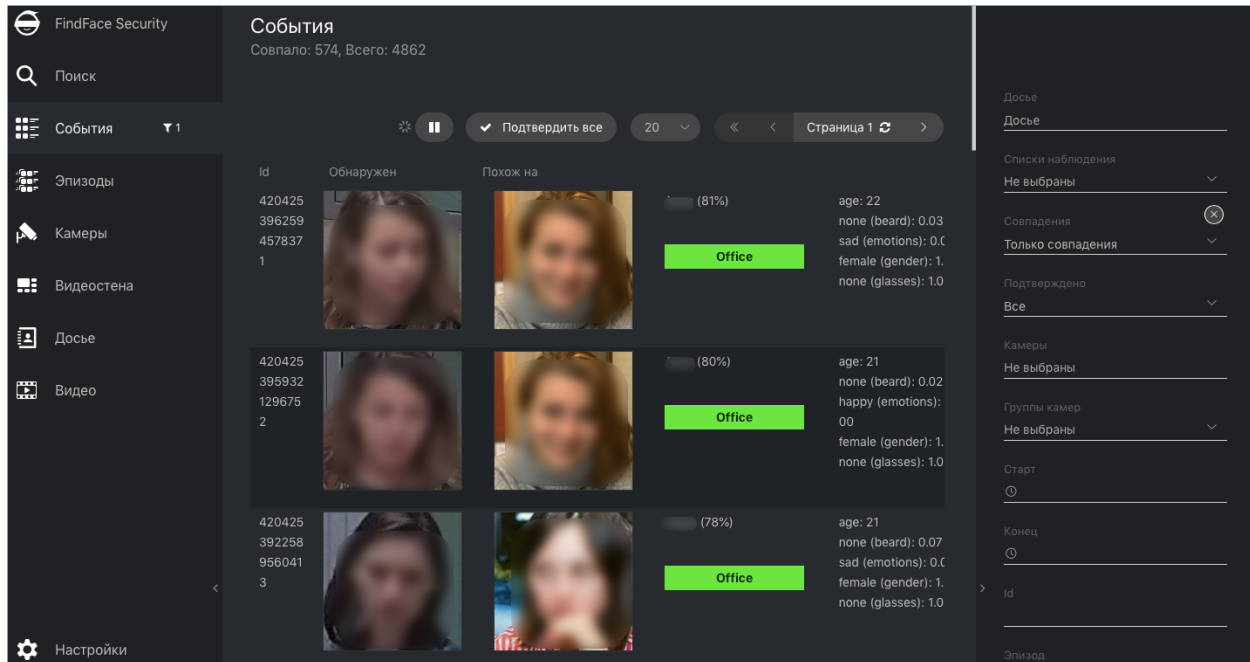 FindFace Security
Поиск
События 1
Эпизоды
Камеры
Видеостена
Досье
Видео
Настройки
События
Совпало: 574, Всего: 4862
Подтвердить все
20
Страница 1
Id Обнаружен Похож на
420425
396259
457837
1
(81%)
Office
age: 22
none (beard): 0.03
sad (emotions): 0.0
female (gender): 1.
none (glasses): 1.0
420425
395932
129675
2
(80%)
Office
age: 21
none (beard): 0.02
happy (emotions):
00
female (gender): 1.
none (glasses): 1.0
420425
392258
956041
3
(78%)
Office
age: 21
none (beard): 0.07
sad (emotions): 0.0
female (gender): 1.
none (glasses): 1.0
Досье
Досье
Списки наблюдения
Не выбраны
Совпадения
Только совпадения
Подтверждено
Все
Камеры
Не выбраны
Группы камер
Не выбраны
Старт
Конец
Id
Эпизод